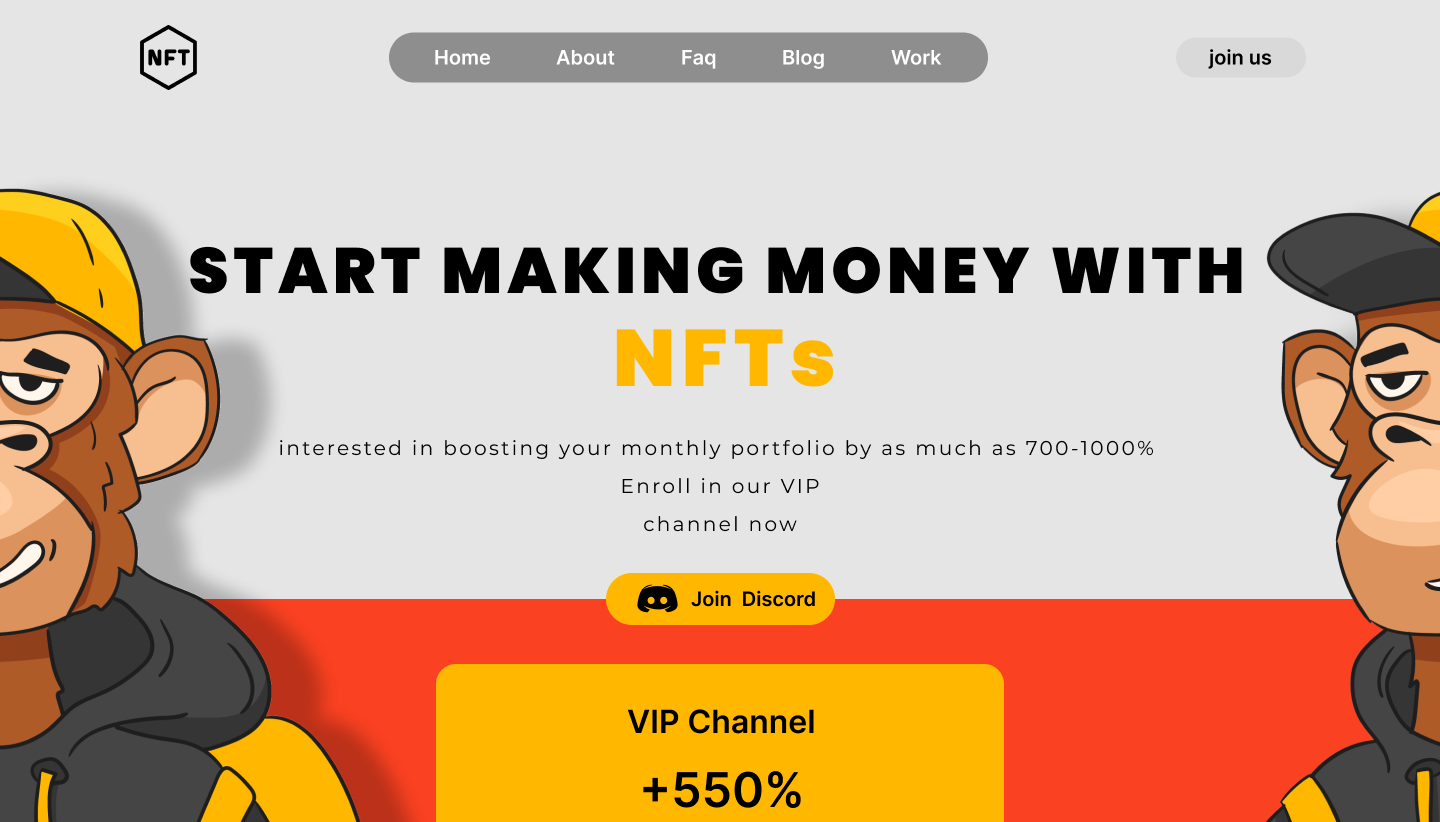 NFT
Home About Faq Blog Work
join us
START MAKING MONEY WITH
NFTs
interested in boosting your monthly portfolio by as much as 700-1000%
Enroll in our VIP
channel now
Join Discord
VIP Channel
+550%